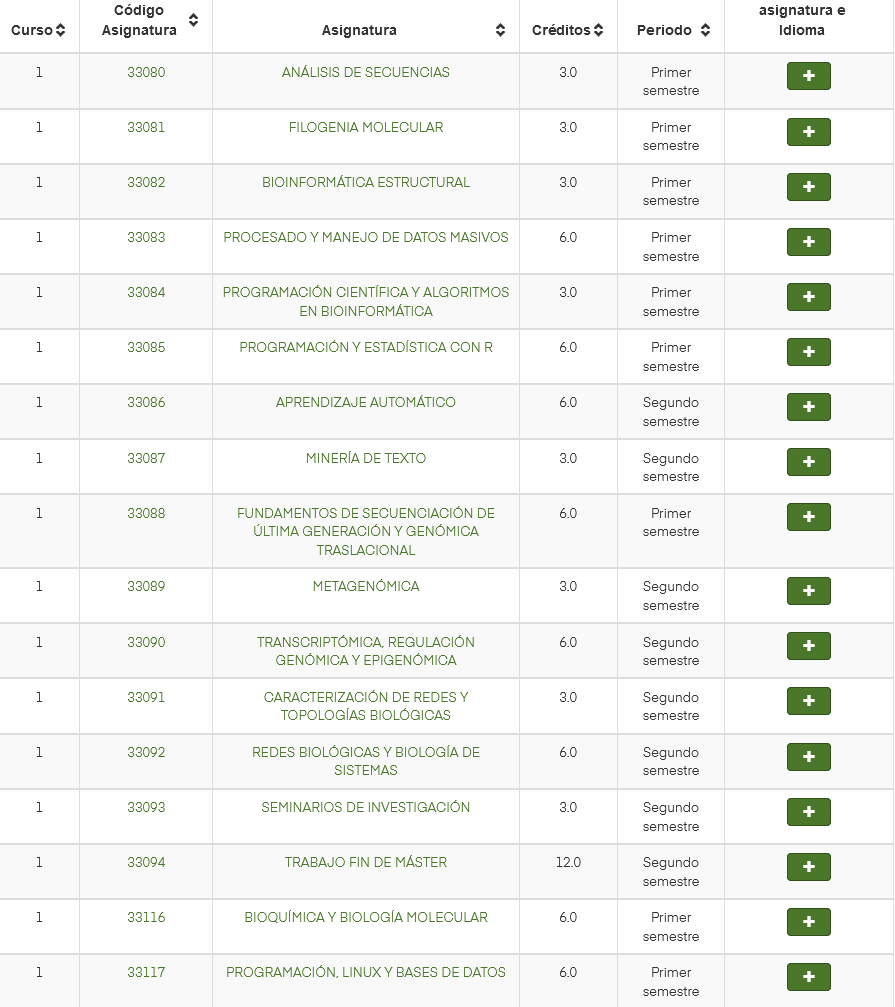 Curso Código Asignatura Asignatura Créditos Periodo asignatura e Idioma
1 33080 ANÁLISIS DE SECUENCIAS 3.0 Primer semestre
1 33081 FILOGENIA MOLECULAR 3.0 Primer semestre
1 33082 BIOINFORMÁTICA ESTRUCTURAL 3.0 Primer semestre
1 33083 PROCESADO Y MANEJO DE DATOS MASIVOS 6.0 Primer semestre
1 33084 PROGRAMACIÓN CIENTÍFICA Y ALGORITMOS EN BIOINFORMÁTICA 3.0 Primer semestre
1 33085 PROGRAMACIÓN Y ESTADÍSTICA CON R 6.0 Primer semestre
1 33086 APRENDIZAJE AUTOMÁTICO 6.0 Segundo semestre
1 33087 MINERÍA DE TEXTO 3.0 Segundo semestre
1 33088 FUNDAMENTOS DE SECUENCIACIÓN DE ÚLTIMA GENERACIÓN Y GENÓMICA TRASLACIONAL 6.0 Primer semestre
1 33089 METAGENÓMICA 3.0 Segundo semestre
1 33090 TRANSCRIPTÓMICA, REGULACIÓN GENÓMICA Y EPIGENÓMICA 6.0 Segundo semestre
1 33091 CARACTERIZACIÓN DE REDES Y TOPOLOGÍAS BIOLÓGICAS 3.0 Segundo semestre
1 33092 REDES BIOLÓGICAS Y BIOLOGÍA DE SISTEMAS 6.0 Segundo semestre
1 33093 SEMINARIOS DE INVESTIGACIÓN 3.0 Segundo semestre
1 33094 TRABAJO FIN DE MÁSTER 12.0 Segundo semestre
1 33116 BIOQUÍMICA Y BIOLOGÍA MOLECULAR 6.0 Primer semestre
1 33117 PROGRAMACIÓN, LINUX Y BASES DE DATOS 6.0 Primer semestre